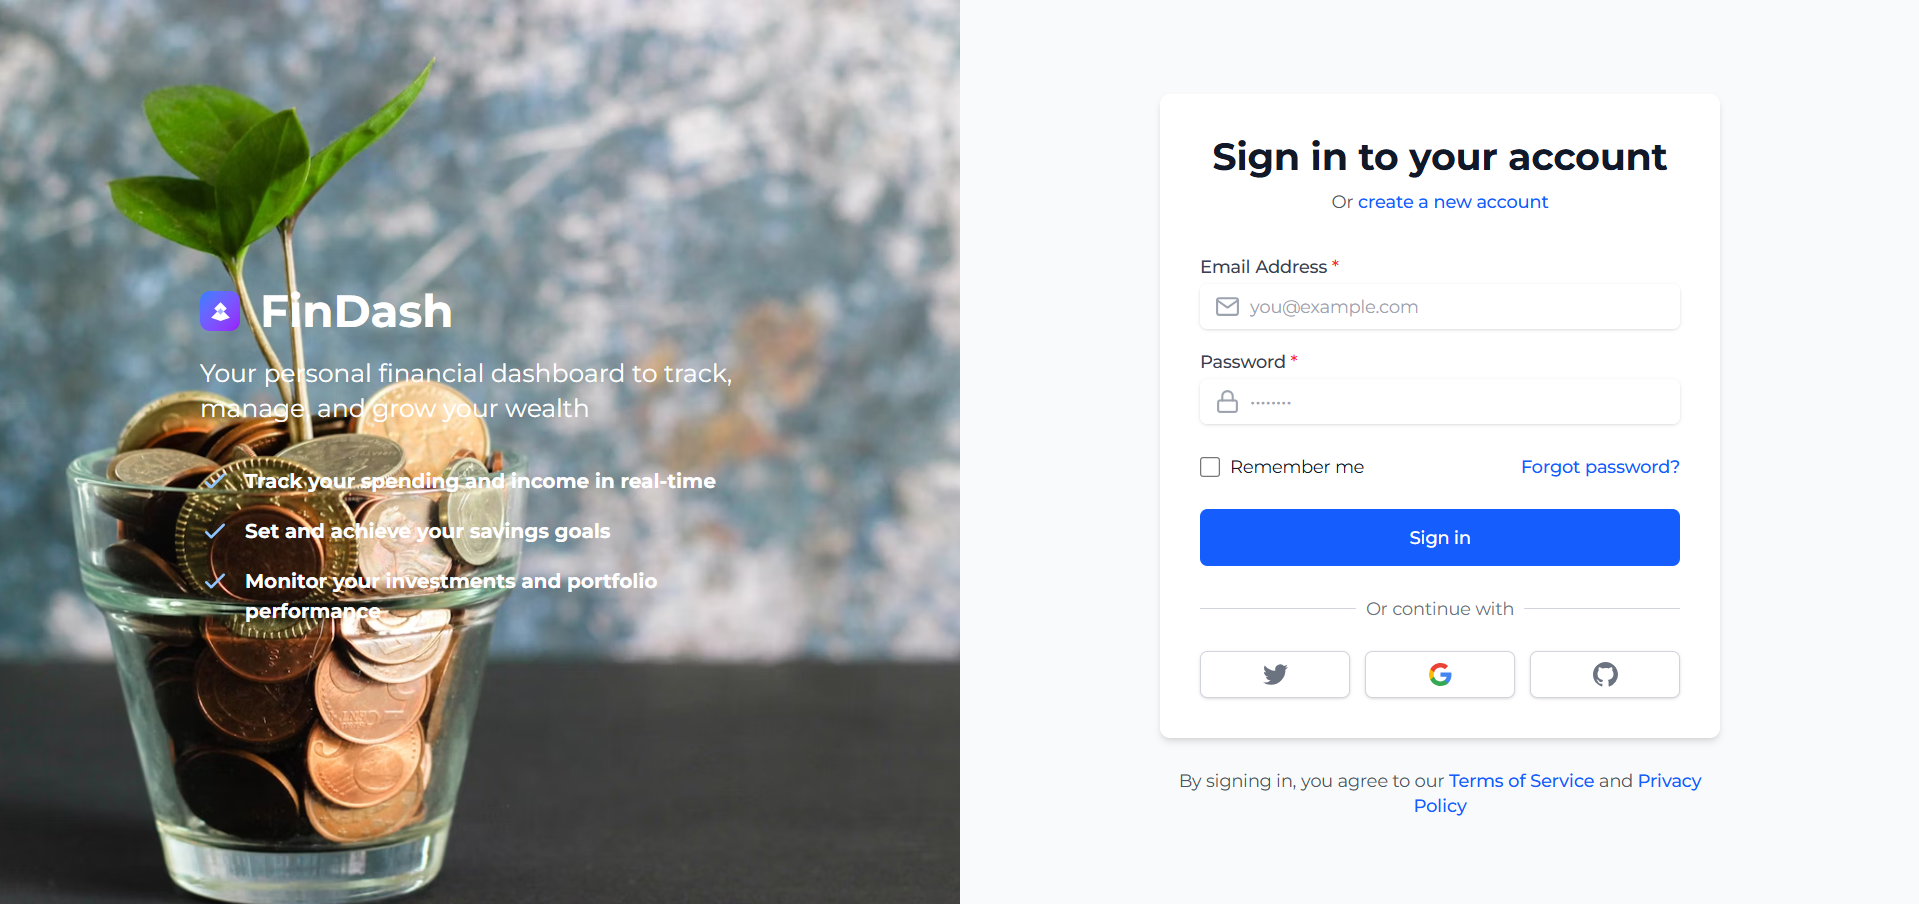 FinDash
Your personal financial dashboard to track,
manage, and grow your wealth
Track your spending and income in real-time
Set and achieve your savings goals
Monitor your investments and portfolio
performance
Sign in to your account
Or create a new account
Email Address *
you@example.com
Password *
••••••••
Remember me
Forgot password?
Sign in
Or continue with
By signing in, you agree to our Terms of Service and Privacy
Policy